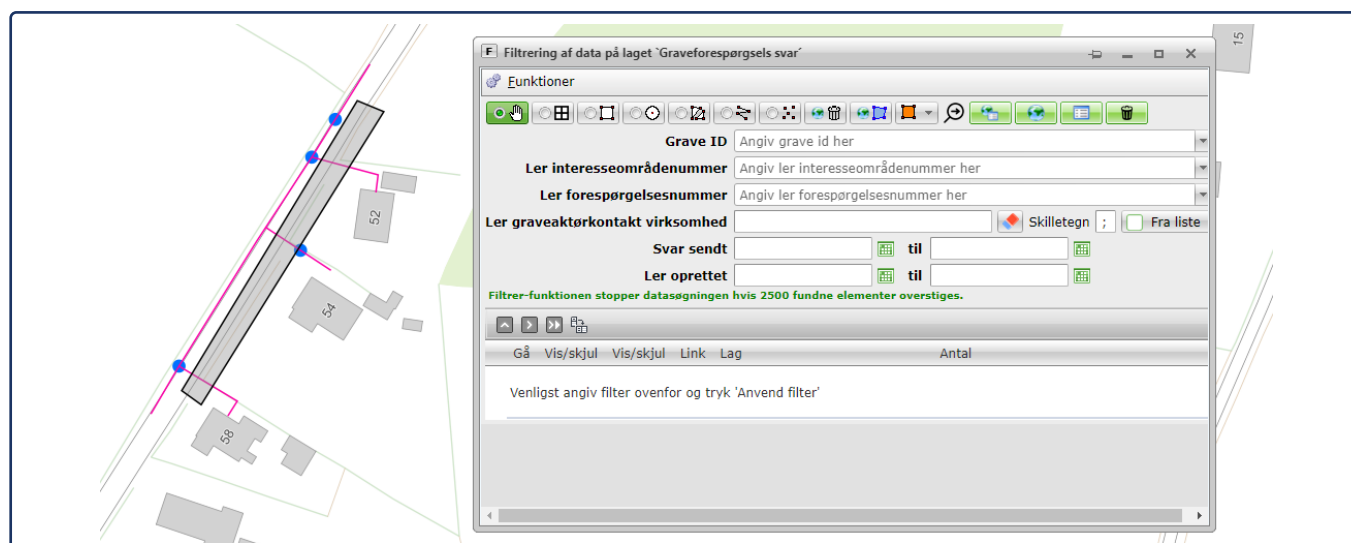 15
F Filtrering af data på laget `Graveforespørgsels svar´
Funktioner
Grave ID Angiv grave id her
Ler interesseområdenummer Angiv ler interesseområdenummer her
Ler forespørgelsesnummer Angiv ler forespørgelsesnummer her
Ler graveaktørkontakt virksomhed Skilletegn ; Fra liste
Svar sendt til
Ler oprettet til
Filtrer-funktionen stopper datasøgningen hvis 2500 fundne elementer overstiges.
Gå Vis/skjul Vis/skjul Link Lag Antal
Venligst angiv filter ovenfor og tryk 'Anvend filter'
52
54
58